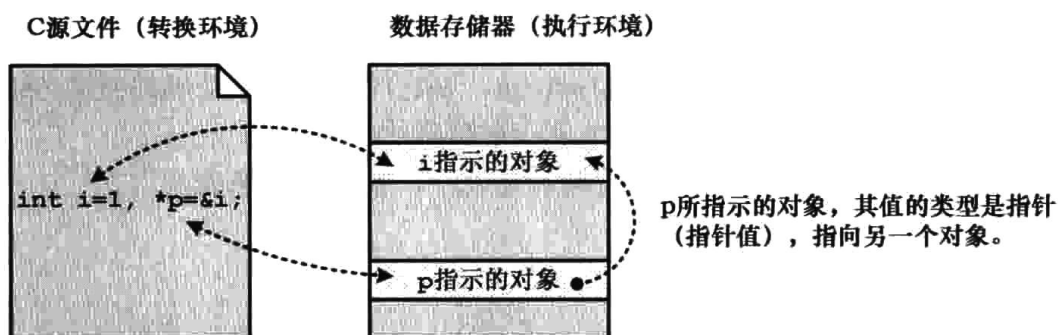 C源文件（转换环境）
数据存储器（执行环境）
i指示的对象
int i=1, *p=&i;
p所指示的对象，其值的类型是指针
（指针值），指向另一个对象。
p指示的对象